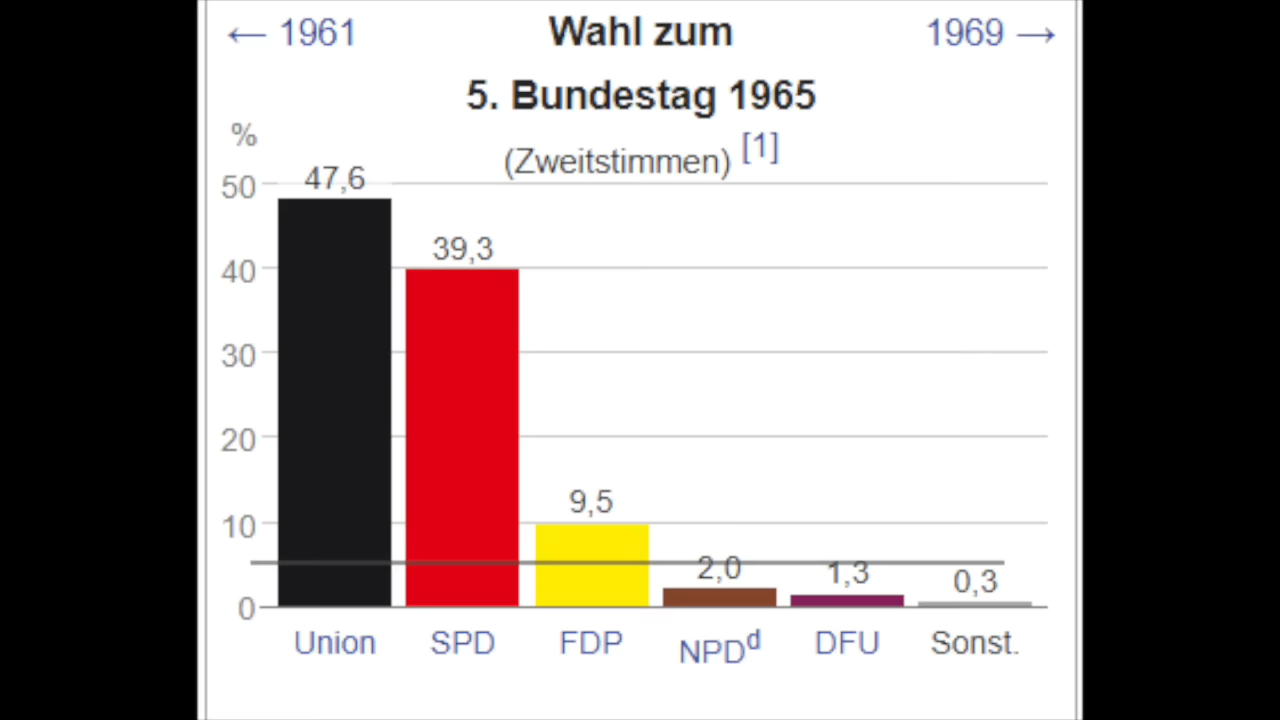 ← 1961 Wahl zum 1969 →
5. Bundestag 1965
(Zweitstimmen) [1]
%
47,6
50
39,3
40
30
20
9,5
10
2,0 1,3 0,3
0
Union SPD FDP NPDd DFU Sonst.